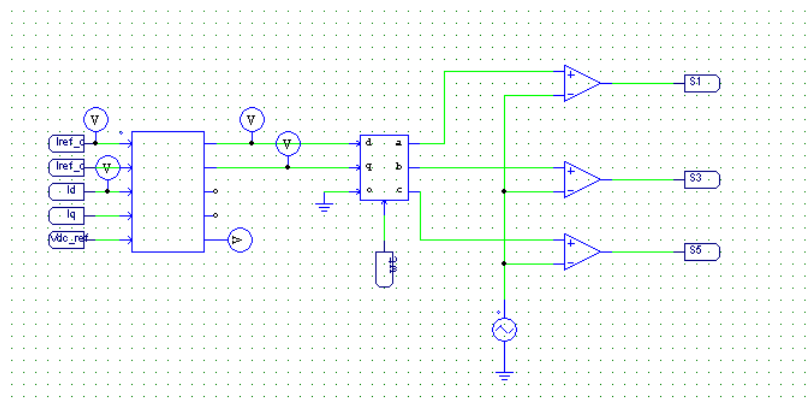 V
V
S1
Iref_d
V
d a
Iref_q
V
q b
S3
Id
o c
Iq
Vdc_ref
S5
wt